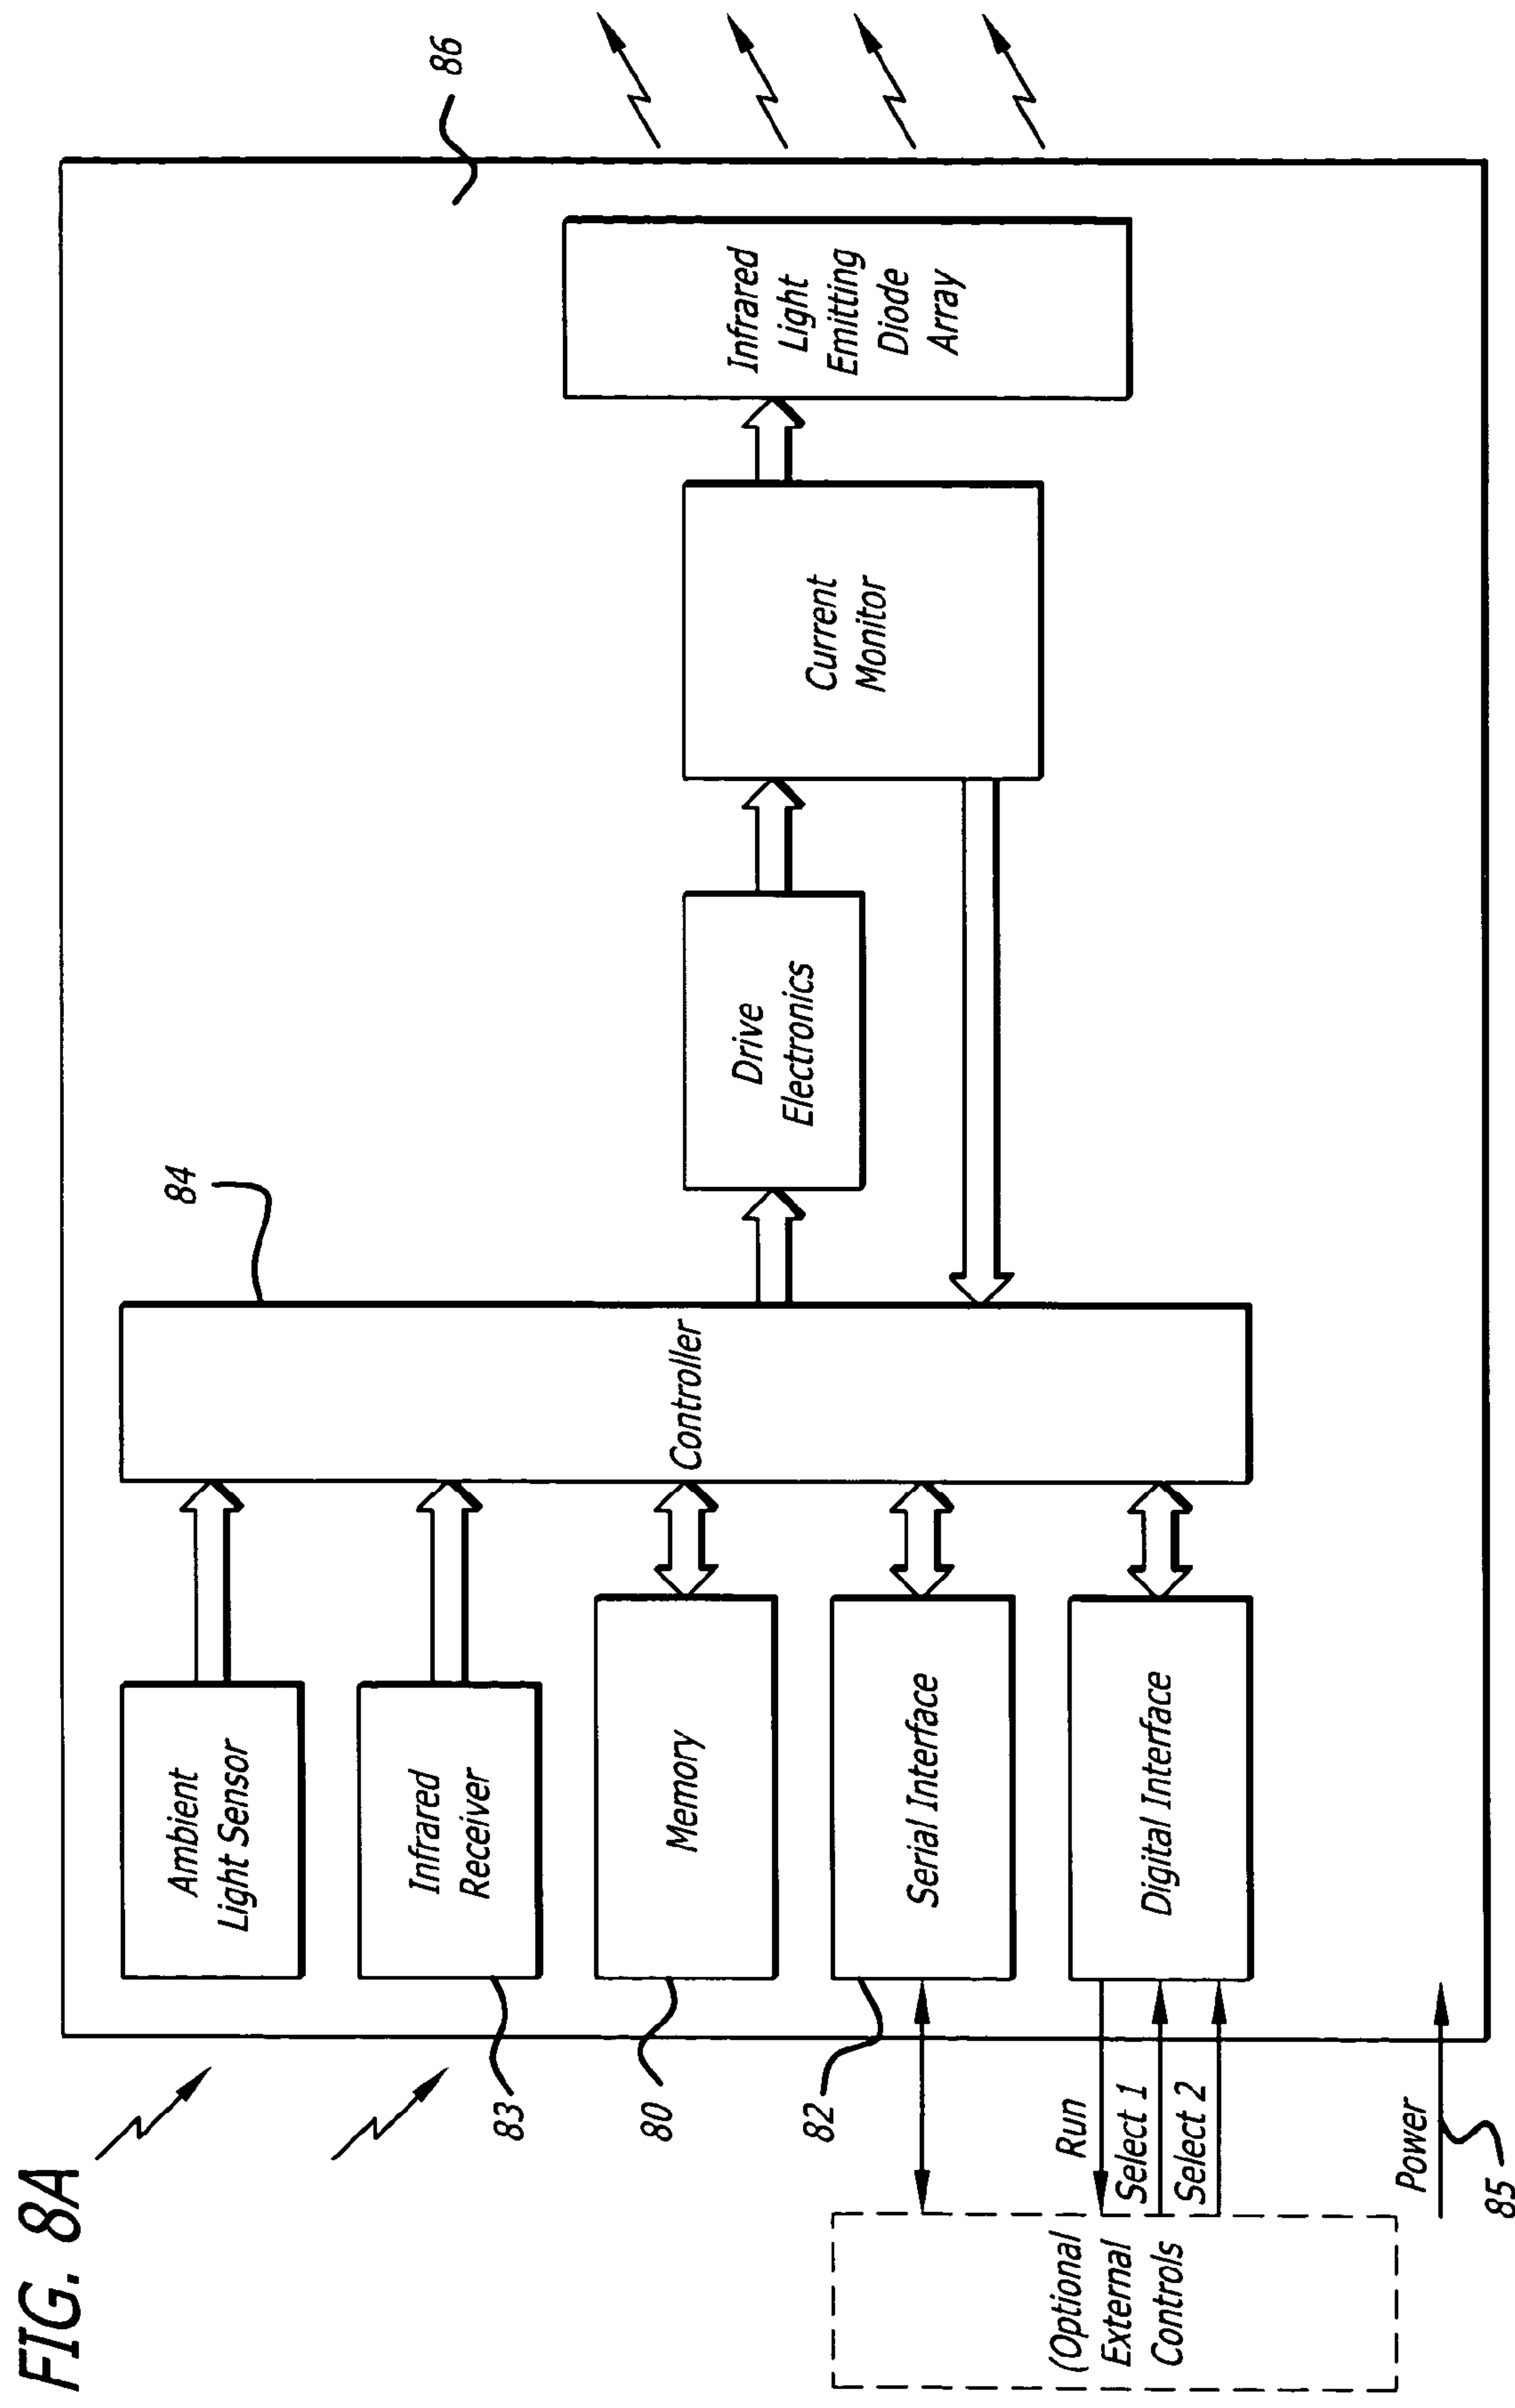 FIG. 8A
Ambient
Light Sensor
Infrared
Receiver
83
Memory
80
Serial Interface
82
Digital Interface
Run
Select 1
Select 2
(Optional
External
Controls
Power
85
Controller
84
Drive
Electronics
Current
Monitor
Infrared
Light
Emitting
Diode
Array
86